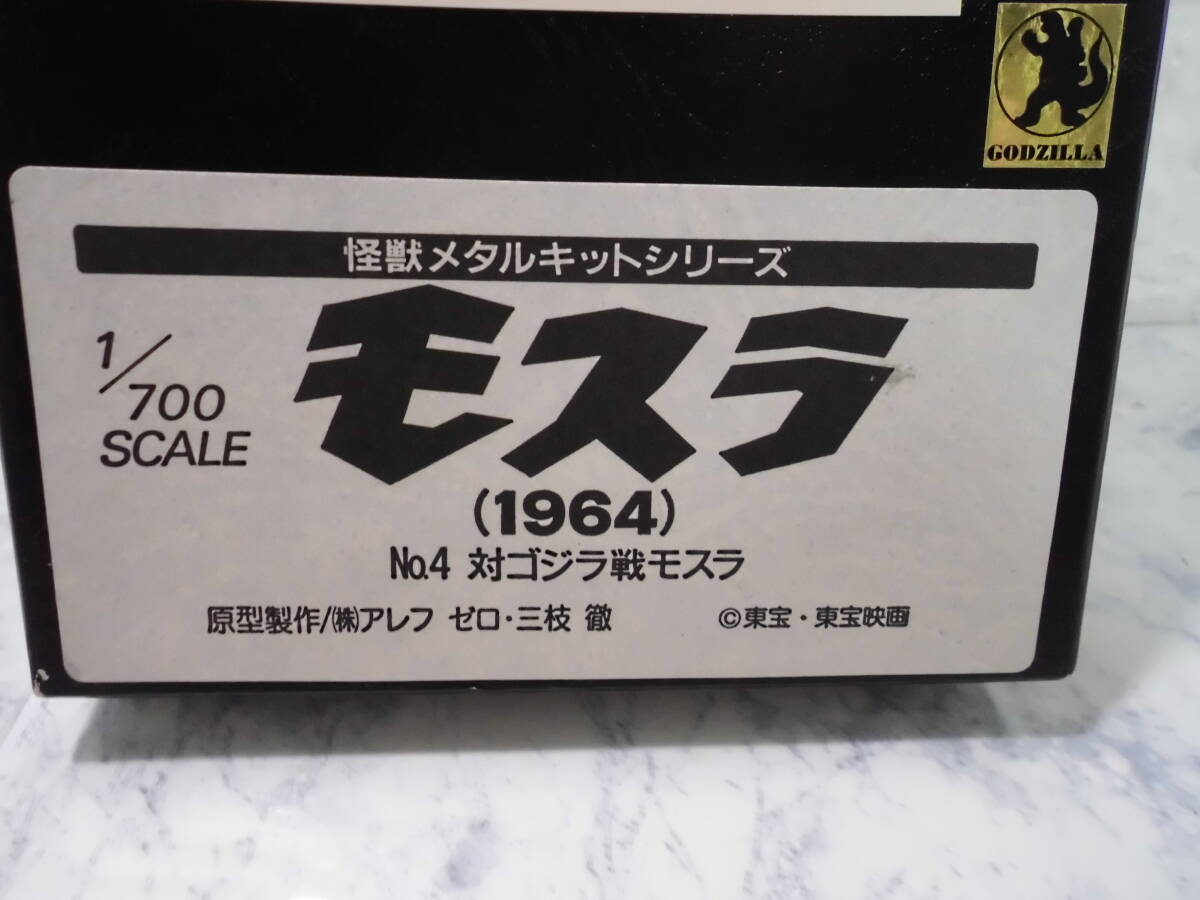 GODZILLA
怪獣メタルキットシリーズ
1/700
SCALE
モスラ
(1964)
No.4 対ゴジラ戦モスラ
原型製作/㈱アレフ ゼロ・三枝 徹
©東宝・東宝映画